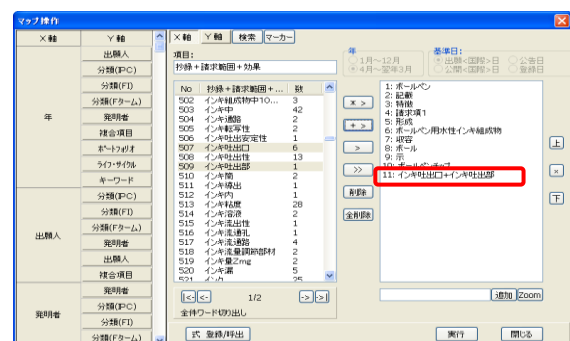 マップ操作
X 軸 Y 軸
X 軸 Y 軸 検索 マーカー
年
出願人
分類(IPC)
分類(FI)
分類(Fターム)
発明者
複合項目
ポートフォリオ
ライフ・サイクル
キーワード
出願人
分類(IPC)
分類(FI)
分類(Fターム)
発明者
出願人
複合項目
発明者
発明者
分類(IPC)
分類(FI)
分類(Fターム)
項目:
抄録+請求範囲+効果
年
1月~12月
4月~翌年3月
基準日:
出願<国際>日 公告日
公開<国際>日 登録日
No 抄録+請求範囲+... 数
502 インキ組成物中10... 3
503 インキ中 42
504 インキ通路 2
505 インキ転写性 2
506 インキ吐出安定性 1
507 インキ吐出口 6
508 インキ吐出性 13
509 インキ吐出部 1
510 インキ筒 2
511 インキ導出 1
512 インキ内 1
513 インキ粘度 28
514 インキ溶液 2
515 インキ流出性 1
516 インキ流通孔 1
517 インキ流通路 4
518 インキ流量調節部材 2
519 インキ量2mg 2
520 インキ漏 5
521 インク 25
* >
+ >
>
>>
削除
全削除
1: ボールペン
2: 記載
3: 特徴
4: 請求項1
5: 形成
6: ボールペン用水性インキ組成物
7: 収容
8: ボール
9: 示
10: ボールペンチップ
11: インキ吐出口+インキ吐出部
上
×
下
|<- <- 1/2 -> ->|
全件ワード切り出し
追加 Zoom
式 登録/呼出 実行 閉じる